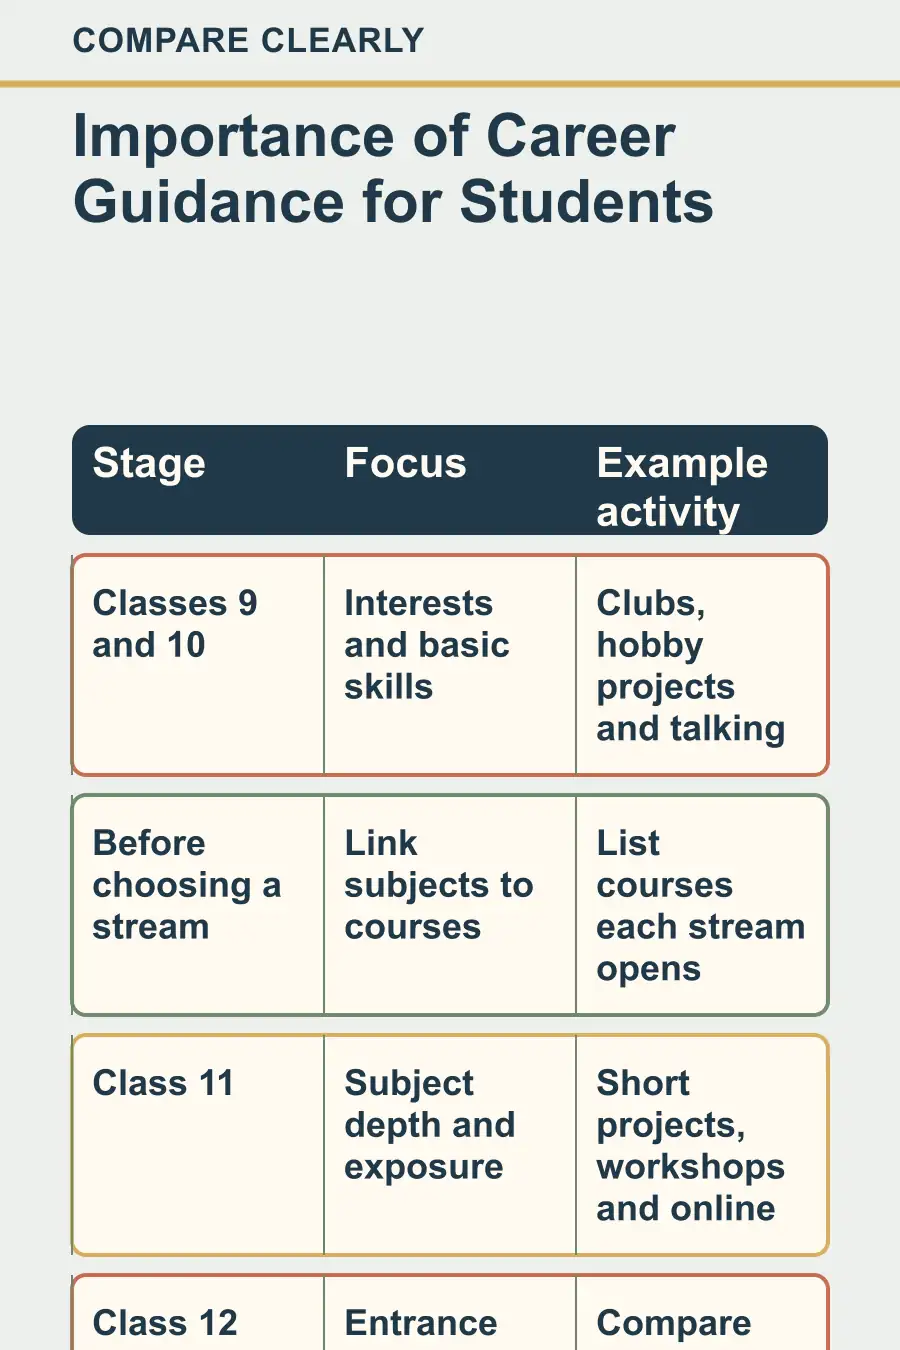 COMPARE CLEARLY
Importance of Career
Guidance for Students
Stage
Focus
Example
activity
Classes 9
and 10
Interests
and basic
skills
Clubs,
hobby
projects
and talking
Before
choosing a
stream
Link
subjects to
courses
List
courses
each stream
opens
Class 11
Subject
depth and
exposure
Short
projects,
workshops
and online
Class 12
Entrance
Compare